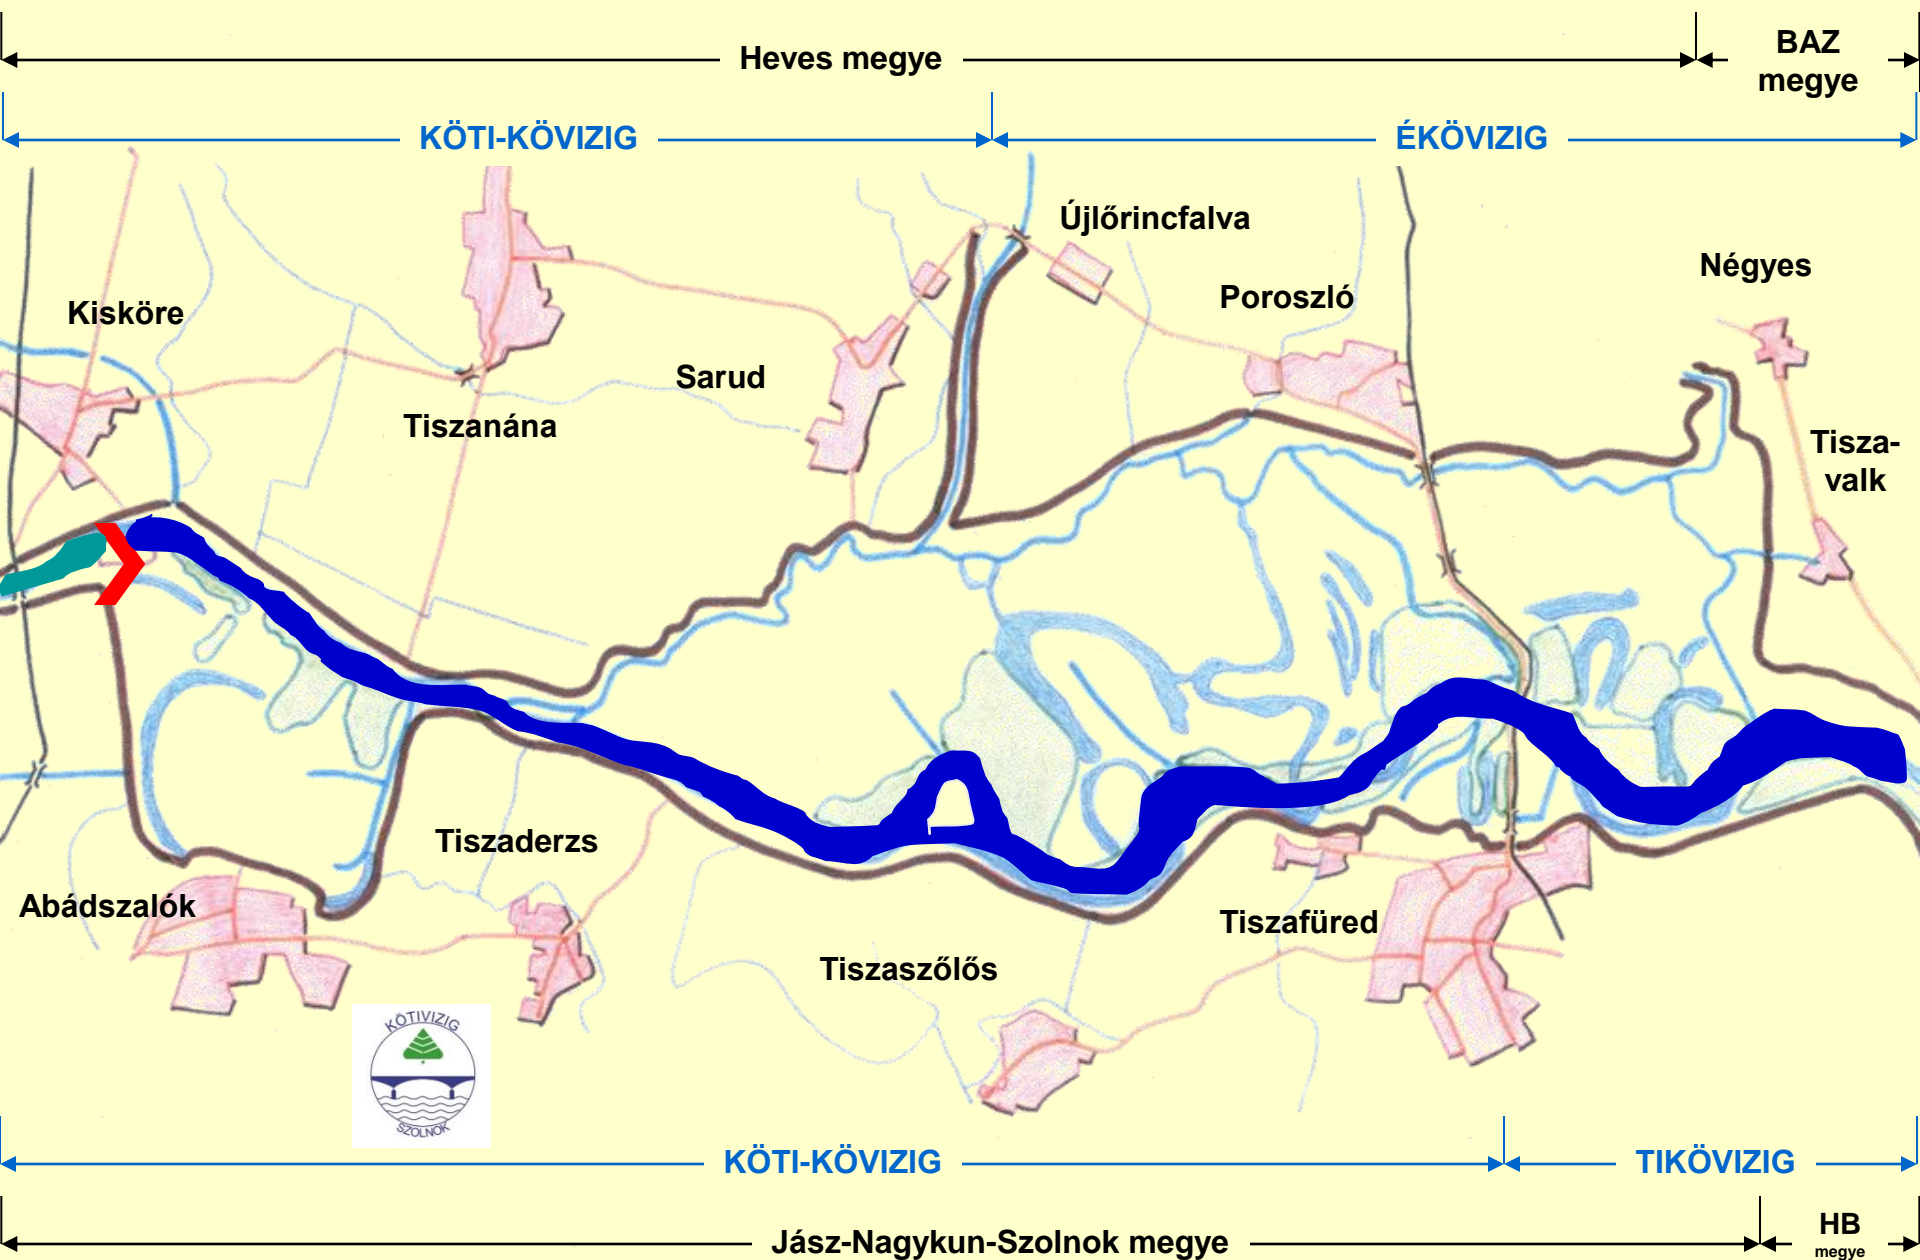 Heves megye
BAZ
megye
KÖTI-KÖVIZIG
ÉKÖVIZIG
Újlőrincfalva
Négyes
Poroszló
Kisköre
Sarud
Tiszanána
Tisza-
valk
Tiszaderzs
Abádszalók
Tiszafüred
Tiszaszőlős
KÖTIVIZIG
SZOLNOK
KÖTI-KÖVIZIG
TIKÖVIZIG
Jász-Nagykun-Szolnok megye
HB
megye